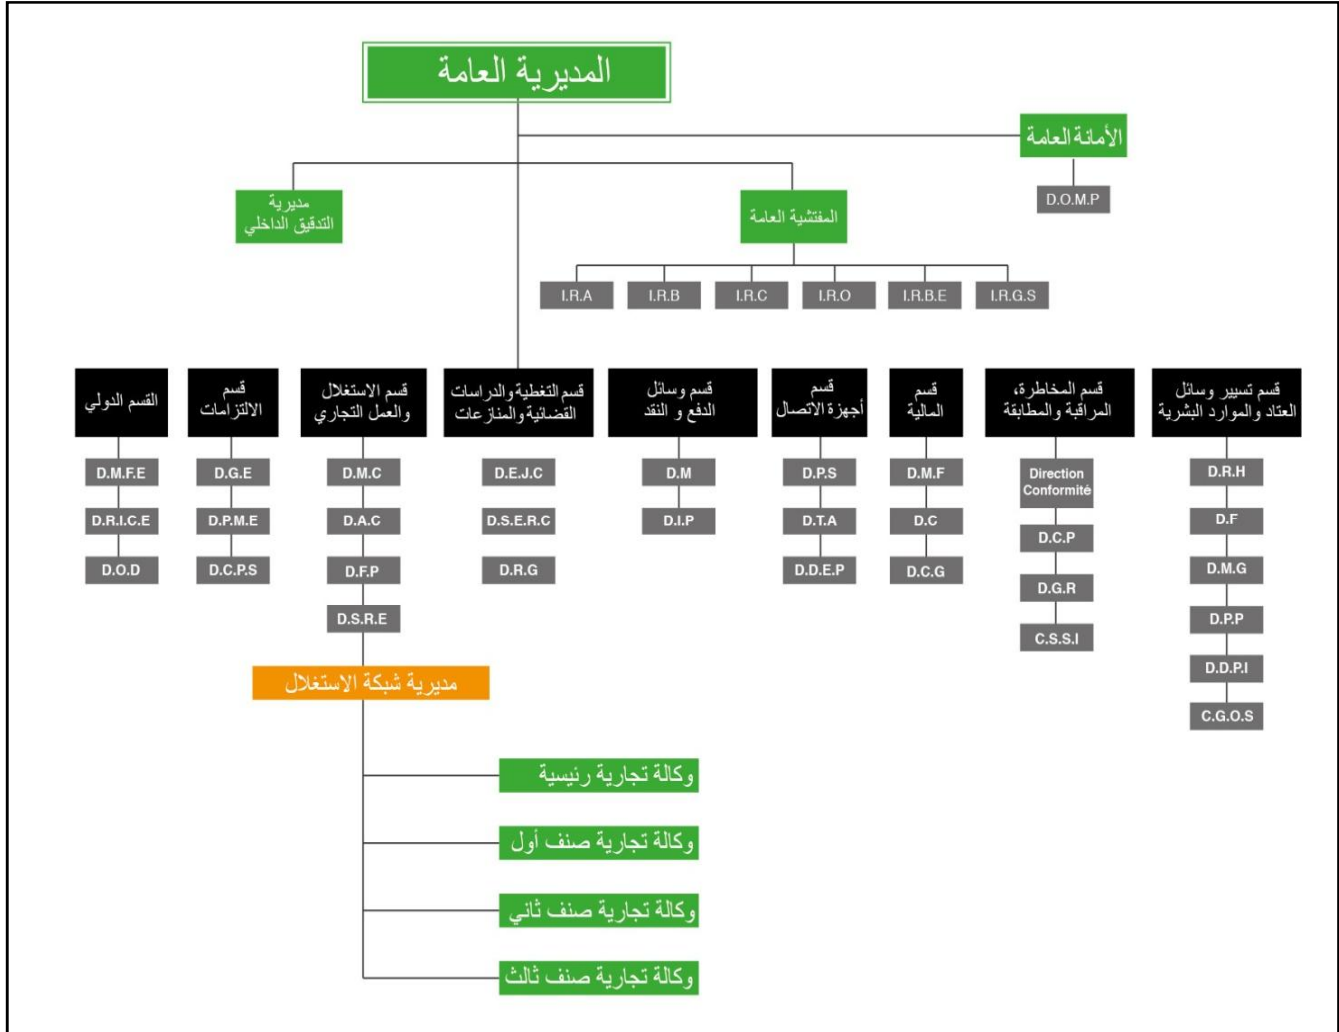 المديرية العامة
الأمانة العامة
D.O.M.P
المفتشية العامة
مديرية
التدقيق الداخلي
I.R.A
I.R.B
I.R.C
I.R.O
I.R.B.E
I.R.G.S
قسم تسيير وسائل
العتاد والموارد البشرية
D.R.H
D.F
D.M.G
D.P.P
D.D.P.I
C.G.O.S
قسم المخاطرة،
المراقبة والمطابقة
Direction
Conformité
D.C.P
D.G.R
C.S.S.I
قسم
المالية
D.M.F
D.C
D.C.G
قسم
أجهزة الاتصال
D.P.S
D.T.A
D.D.E.P
قسم وسائل
الدفع و النقد
D.M
D.I.P
قسم التغطية والدراسات
القضائية والمنازعات
D.E.J.C
D.S.E.R.C
D.R.G
قسم الاستغلال
والعمل التجاري
D.M.C
D.A.C
D.F.P
D.S.R.E
قسم
الالتزامات
D.G.E
D.P.M.E
D.C.P.S
القسم الدولي
D.M.F.E
D.R.I.C.E
D.O.D
مديرية شبكة الاستغلال
وكالة تجارية رئيسية
وكالة تجارية صنف أول
وكالة تجارية صنف ثاني
وكالة تجارية صنف ثالث